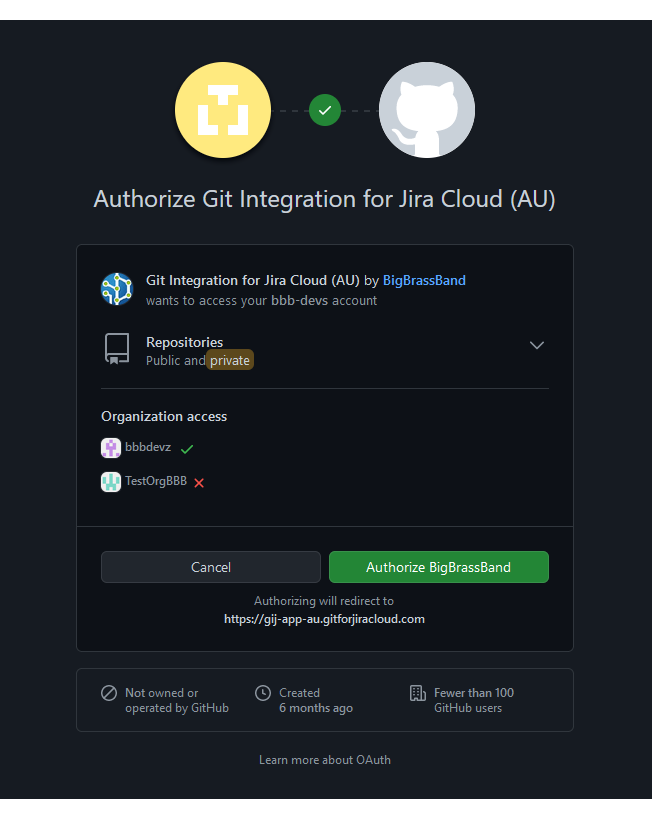 Authorize Git Integration for Jira Cloud (AU)
Git Integration for Jira Cloud (AU) by BigBrassBand
wants to access your bbb-devs account
Repositories
Public and private
Organization access
bbbdevz
TestOrgBBB
Cancel
Authorize BigBrassBand
Authorizing will redirect to
https://gij-app-au.gitforjiracloud.com
Not owned or
operated by GitHub
Created
6 months ago
Fewer than 100
GitHub users
Learn more about OAuth